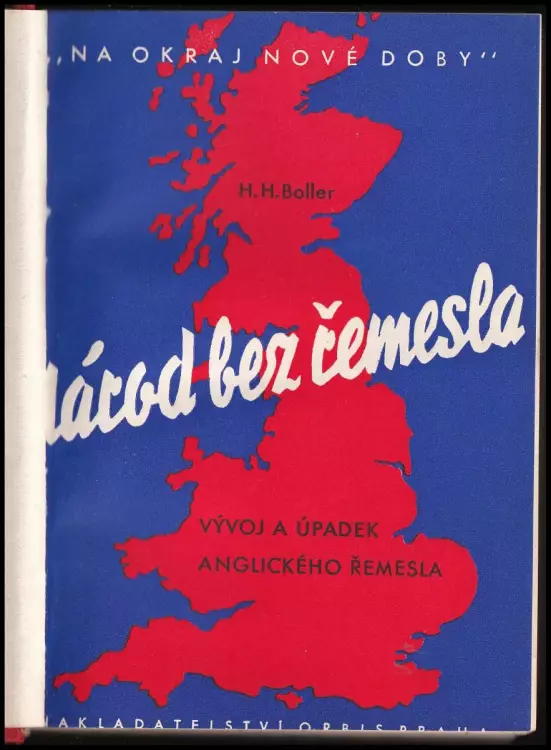 „NA OKRAJ NOVÉ DOBY“
H. H. Boller
Národ bez řemesla
VÝVOJ A ÚPADEK
ANGLICKÉHO ŘEMESLA
NAKLADATELSTVÍ ORBIS PRAHA